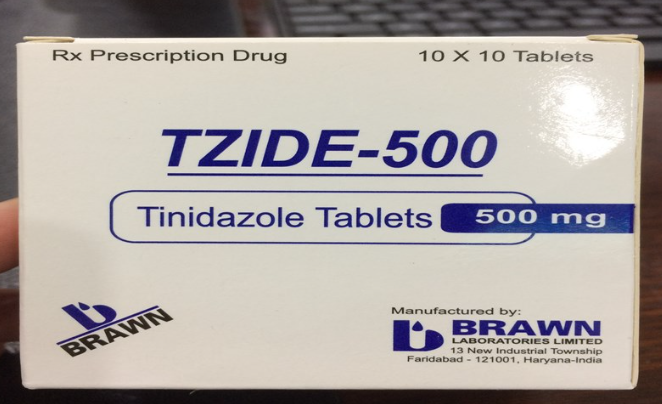 Rx Prescription Drug
10 X 10 Tablets
TZIDE-500
Tinidazole Tablets 500 mg
BRAWN
Manufactured by:
BRAWN
LABORATORIES LIMITED
13 New Industrial Township
Faridabad - 121001, Haryana-India